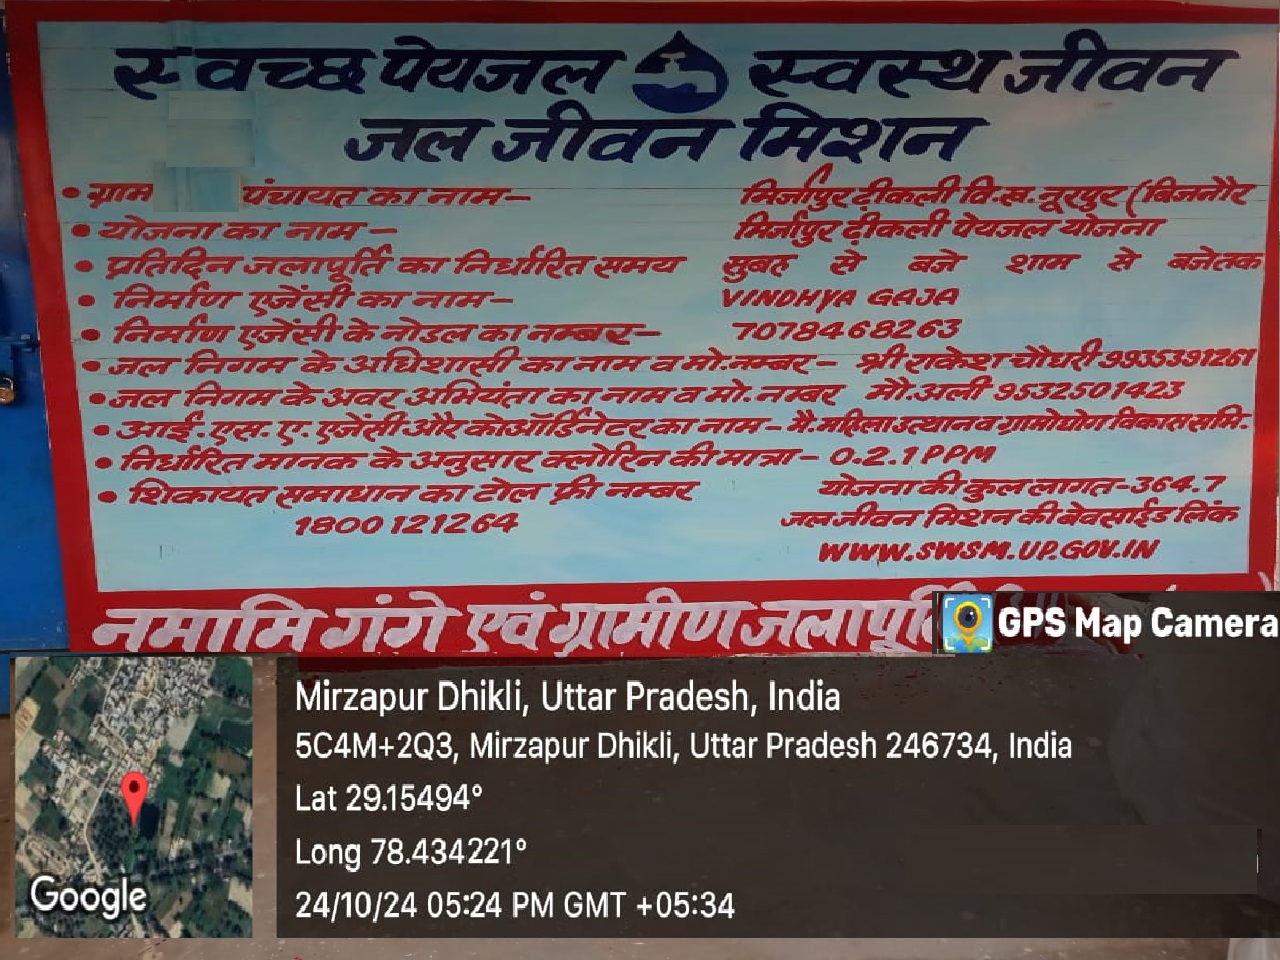 स्वच्छ पेयजल स्वस्थ जीवन
जल जीवन मिशन
• ग्राम पंचायत का नाम— मिर्जापुर ढ़ीकली वि.ख. नूरपुर (बिजनौर
• योजना का नाम— मिर्जापुर ढ़ीकली पेयजल योजना
• प्रतिदिन जलापूर्ति का निर्धारित समय सुबह से बजे शाम से बजे तक
• निर्माण एजेंसी का नाम— VINDHYA GAJA
• निर्माण एजेंसी के नोडल का नम्बर— 7078468263
• जल निगम के अधिशासी का नाम व मो. नम्बर— श्री राकेश चौधरी 9935391261
• जल निगम के अवर अभियंता का नाम व मो. नम्बर मौ. अली 9532501423
• आई.एस.ए. एजेंसी और कोऑर्डिनेटर का नाम— मै. महिला उत्थान व ग्रामोद्योग विकास समि.
• निर्धारित मानक के अनुसार क्लोरिन की मात्रा— 0.2.1 PPM
• शिकायत समाधान का टोल फ्री नम्बर योजना की कुल लागत-364.7
1800 121264 जल जीवन मिशन की बेवसाईड लिंक
WWW.SWSM.UP.GOV.IN
नमामि गंगे एवं ग्रामीण जलापूर्ति
GPS Map Camera
Mirzapur Dhikli, Uttar Pradesh, India
5C4M+2Q3, Mirzapur Dhikli, Uttar Pradesh 246734, India
Lat 29.15494°
Long 78.434221°
24/10/24 05:24 PM GMT +05:34
Google